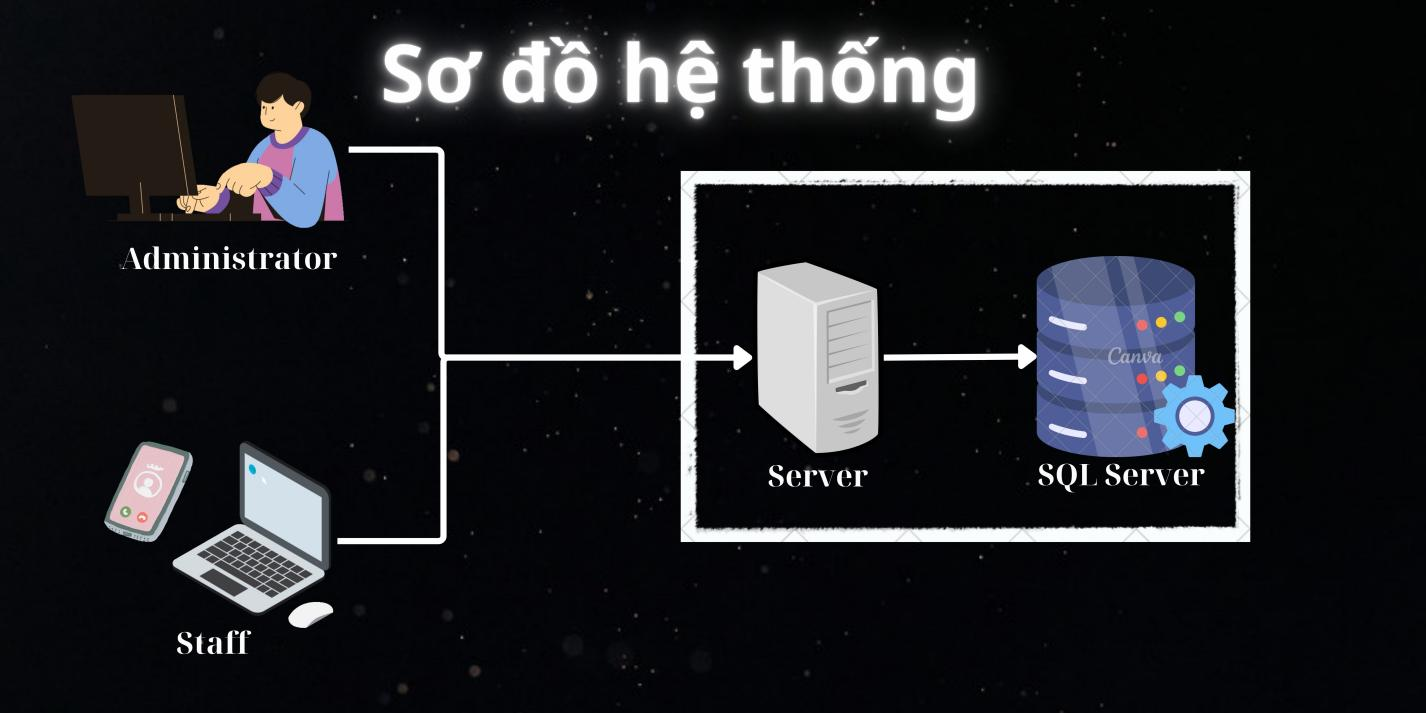 Sơ đồ hệ thống
Administrator
Canva
Server
SQL Server
Staff